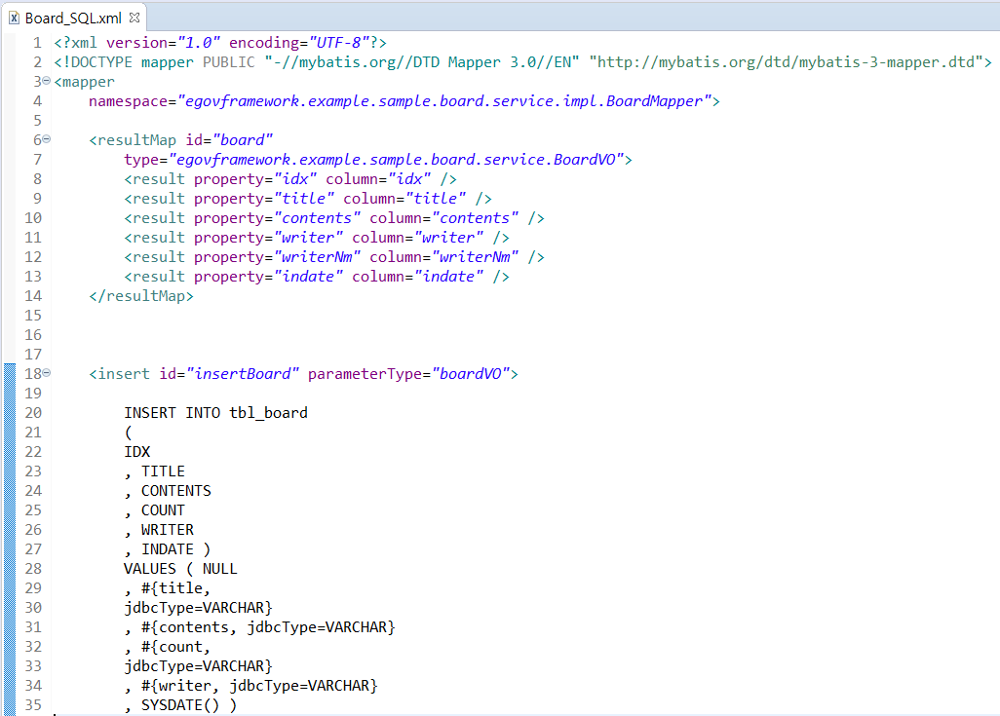 Board_SQL.xml
1 <?xml version="1.0" encoding="UTF-8"?>
2 <!DOCTYPE mapper PUBLIC "-//mybatis.org//DTD Mapper 3.0//EN" "http://mybatis.org/dtd/mybatis-3-mapper.dtd">
3 <mapper
4     namespace="egovframework.example.sample.board.service.impl.BoardMapper">
5
6     <resultMap id="board"
7         type="egovframework.example.sample.board.service.BoardVO">
8         <result property="idx" column="idx" />
9         <result property="title" column="title" />
10         <result property="contents" column="contents" />
11         <result property="writer" column="writer" />
12         <result property="writerNm" column="writerNm" />
13         <result property="indate" column="indate" />
14     </resultMap>
15
16
17
18     <insert id="insertBoard" parameterType="boardVO">
19
20         INSERT INTO tbl_board
21         (
22         IDX
23         , TITLE
24         , CONTENTS
25         , COUNT
26         , WRITER
27         , INDATE )
28         VALUES ( NULL
29         , #{title,
30         jdbcType=VARCHAR}
31         , #{contents, jdbcType=VARCHAR}
32         , #{count,
33         jdbcType=VARCHAR}
34         , #{writer, jdbcType=VARCHAR}
35         , SYSDATE() )